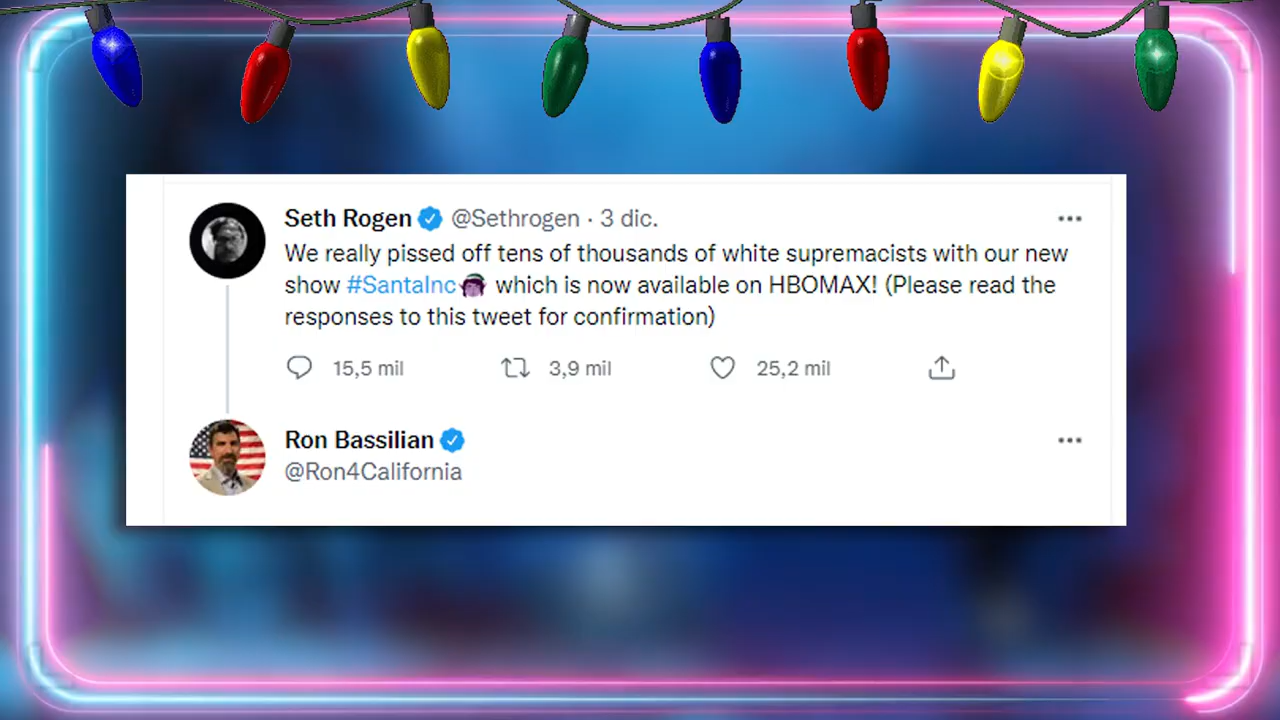 Seth Rogen @Sethrogen · 3 dic.
We really pissed off tens of thousands of white supremacists with our new
show #SantaInc which is now available on HBOMAX! (Please read the
responses to this tweet for confirmation)
15,5 mil 3,9 mil 25,2 mil
Ron Bassilian
@Ron4California